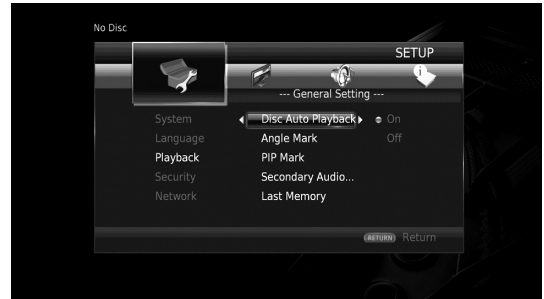 No Disc
SETUP
--- General Setting ---
System Disc Auto Playback On
Language Angle Mark Off
Playback PIP Mark
Security Secondary Audio...
Network Last Memory
RETURN Return